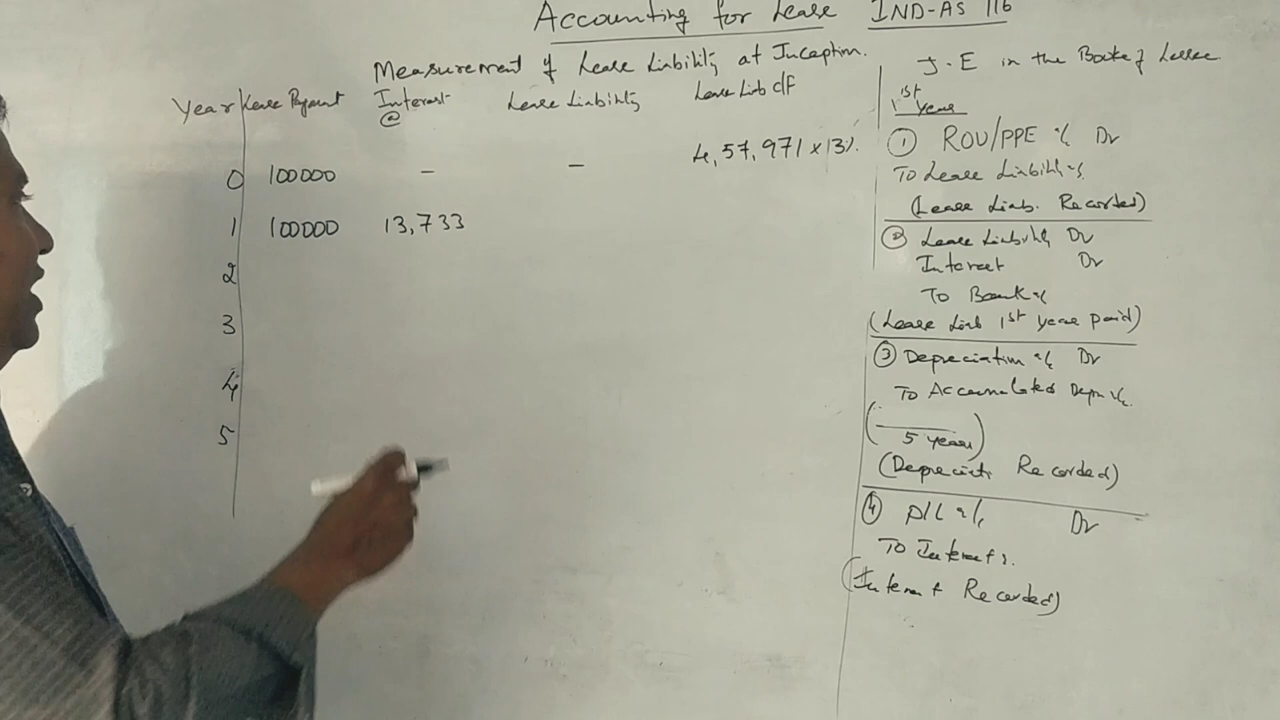 Accounting for Lease IND-AS 116
Measurement of Lease Liability at Inception.
Year Lease Payment Interest @ Lease Liability Lease Liab c/f
0 100000 - - 4,57,971 x 13%
1 100000 13,733
2
3
4
5
J.E in the Books of Lessee
1st year
① ROU/PPE a/c Dr
To Lease Liability
(Lease Liab. Recorded)
② Lease Liability Dr
Interest Dr
To Bank a/c
(Lease Liab 1st year paid)
③ Depreciation a/c Dr
To Accumulated Depn a/c
5 years
(Depreciatn Recorded)
④ P/L a/c Dr
To Interest
(Interest Recorded)